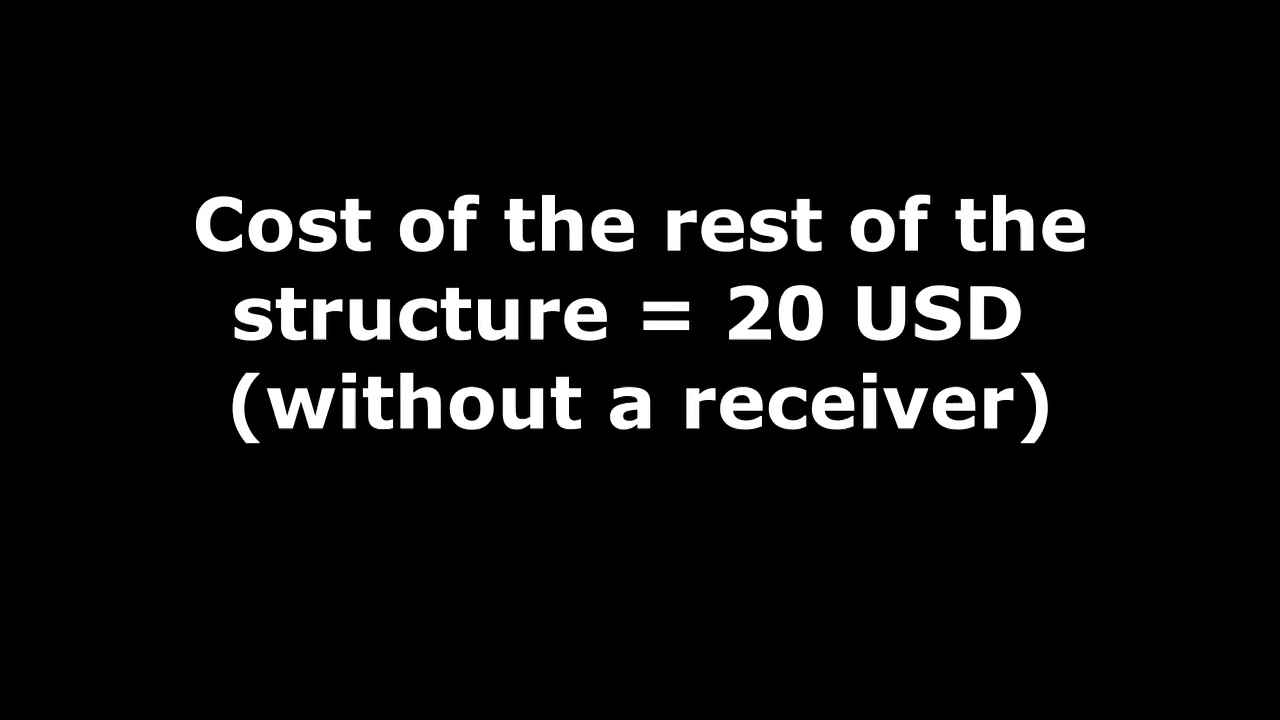 Cost of the rest of the
structure = 20 USD
(without a receiver)